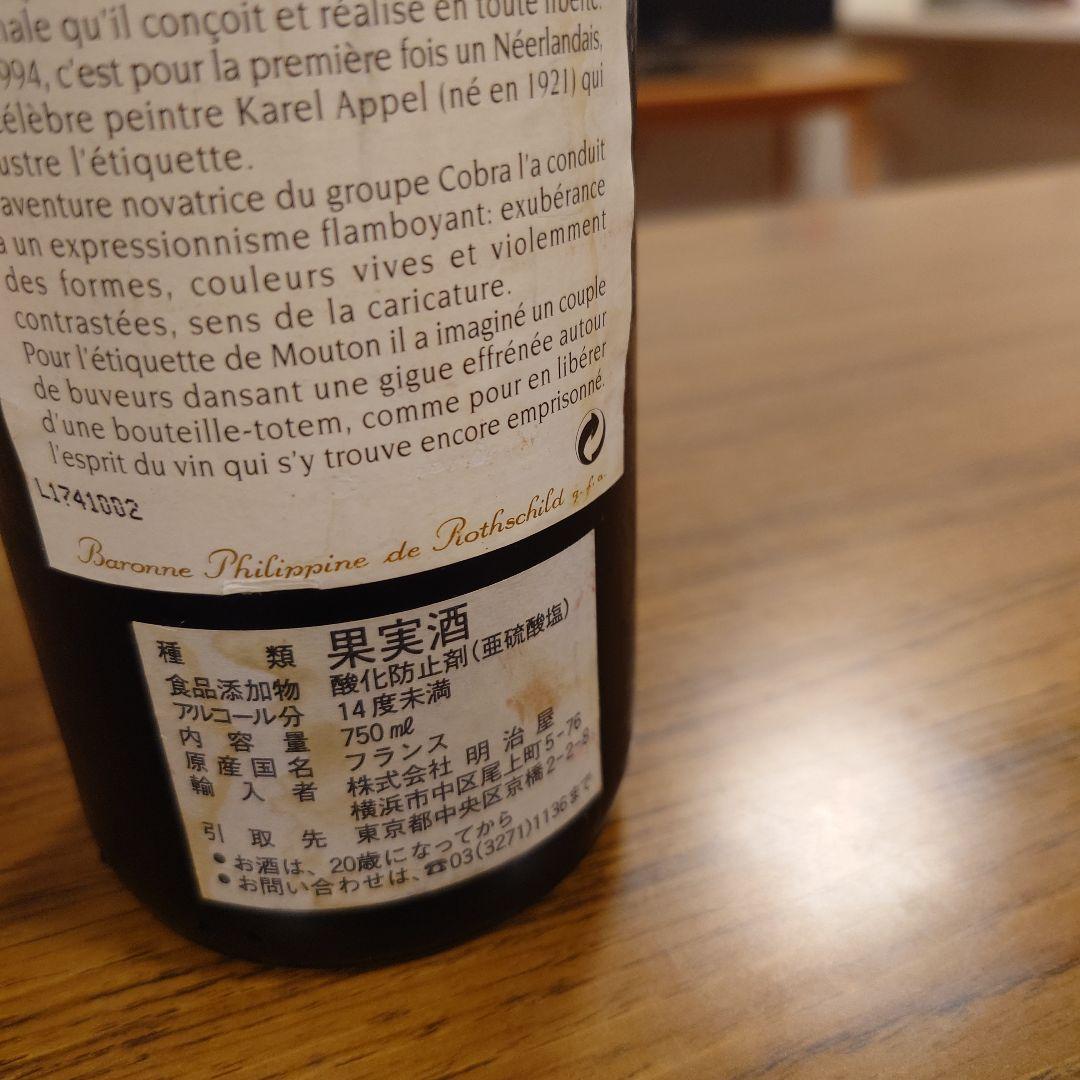 qu'il conçoit et réalise en toute
994, c'est pour la première fois un Néerlandais,
célèbre peintre Karel Appel (né en 1921) qui
ustre l'étiquette.
aventure novatrice du groupe Cobra l'a conduit
à un expressionnisme flamboyant: exubérance
des formes, couleurs vives et violemment
contrastées, sens de la caricature.
Pour l'étiquette de Mouton il a imaginé un couple
de buveurs dansant une gigue effrénée autour
d'une bouteille-totem, comme pour en libérer
l'esprit du vin qui s'y trouve encore emprisonné.
L1741002
Baronne Philippine de Rothschild g.f.a.
種類 果実酒
食品添加物 酸化防止剤(亜硫酸塩)
アルコール分 14度未満
内容量 750㎖
原産国名 フランス
輸入者 株式会社 明治屋
横浜市中区尾上町5-76
引取先 東京都中央区京橋2-2-8
●お酒は、20歳になってから
●お問い合わせは、☎03(3271)1136まで